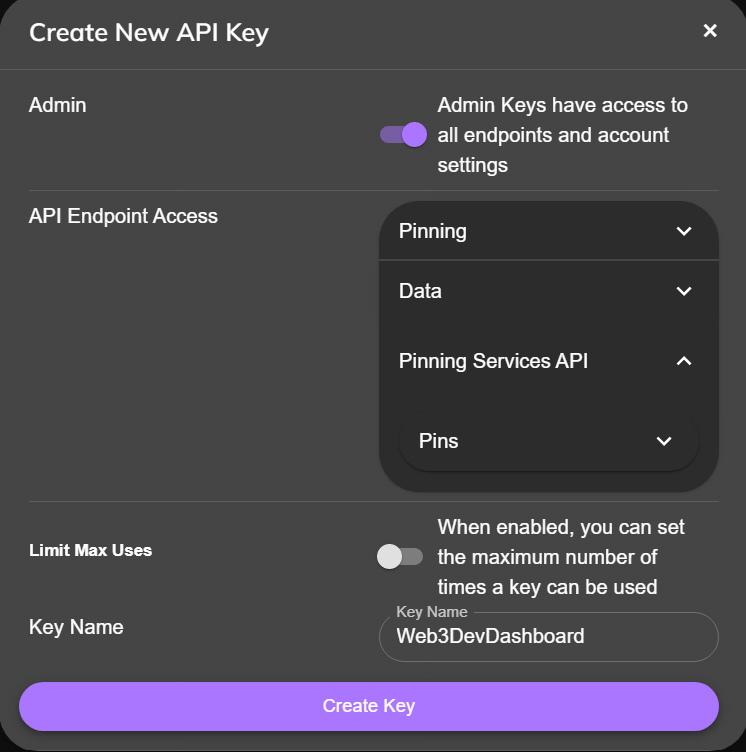 Create New API Key
Admin
Admin Keys have access to
all endpoints and account
settings
API Endpoint Access
Pinning
Data
Pinning Services API
Pins
Limit Max Uses
When enabled, you can set
the maximum number of
times a key can be used
Key Name
Key Name
Web3DevDashboard
Create Key